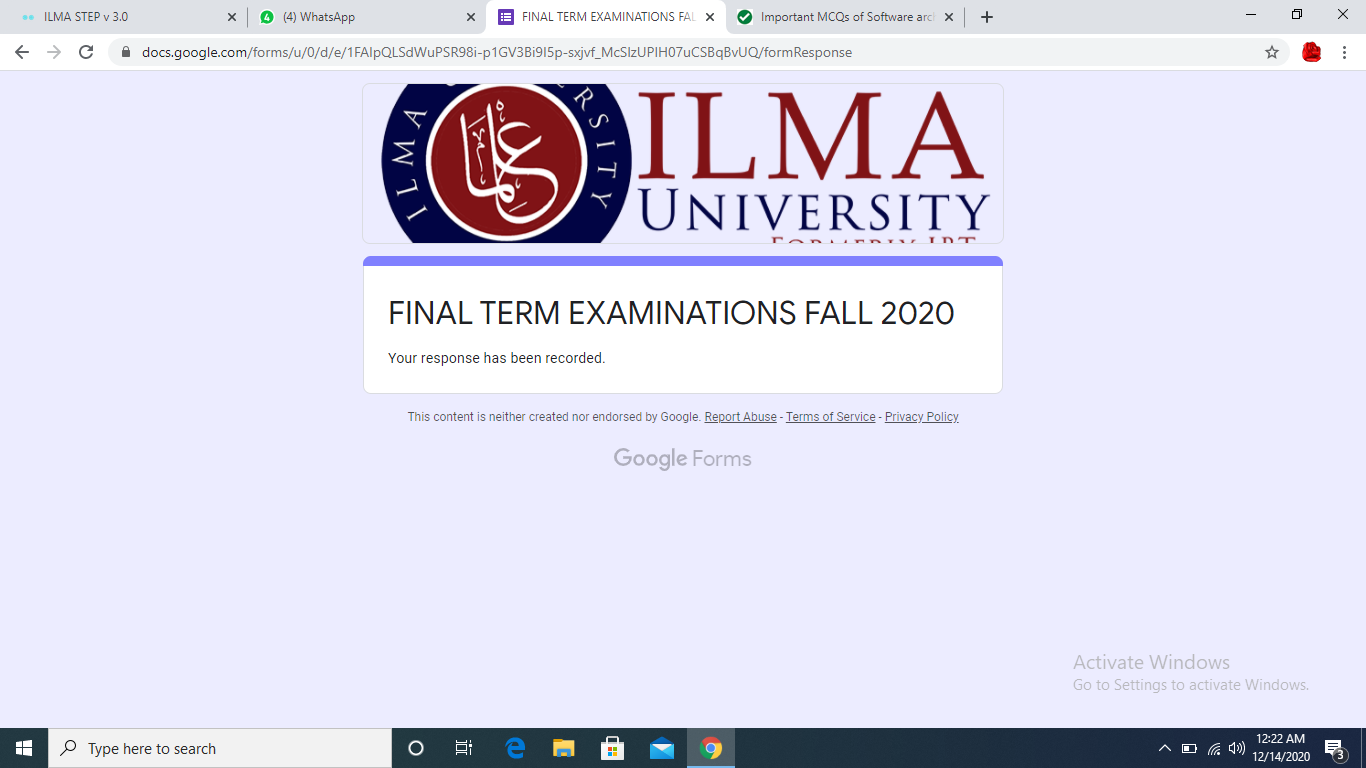 ILMA STEP v 3.0
(4) WhatsApp
FINAL TERM EXAMINATIONS FAL
Important MCQs of Software arc
docs.google.com/forms/u/0/d/e/1FAIpQLSdWuPSR98i-p1GV3Bi9I5p-sxjvf_McSIzUPIH07uCSBqBvUQ/formResponse
ILMA UNIVERSITY
علما
ILMA
UNIVERSITY
FORMERLY IBT
FINAL TERM EXAMINATIONS FALL 2020
Your response has been recorded.
This content is neither created nor endorsed by Google. Report Abuse - Terms of Service - Privacy Policy
Google Forms
Activate Windows
Go to Settings to activate Windows.
Type here to search
12:22 AM
12/14/2020
3